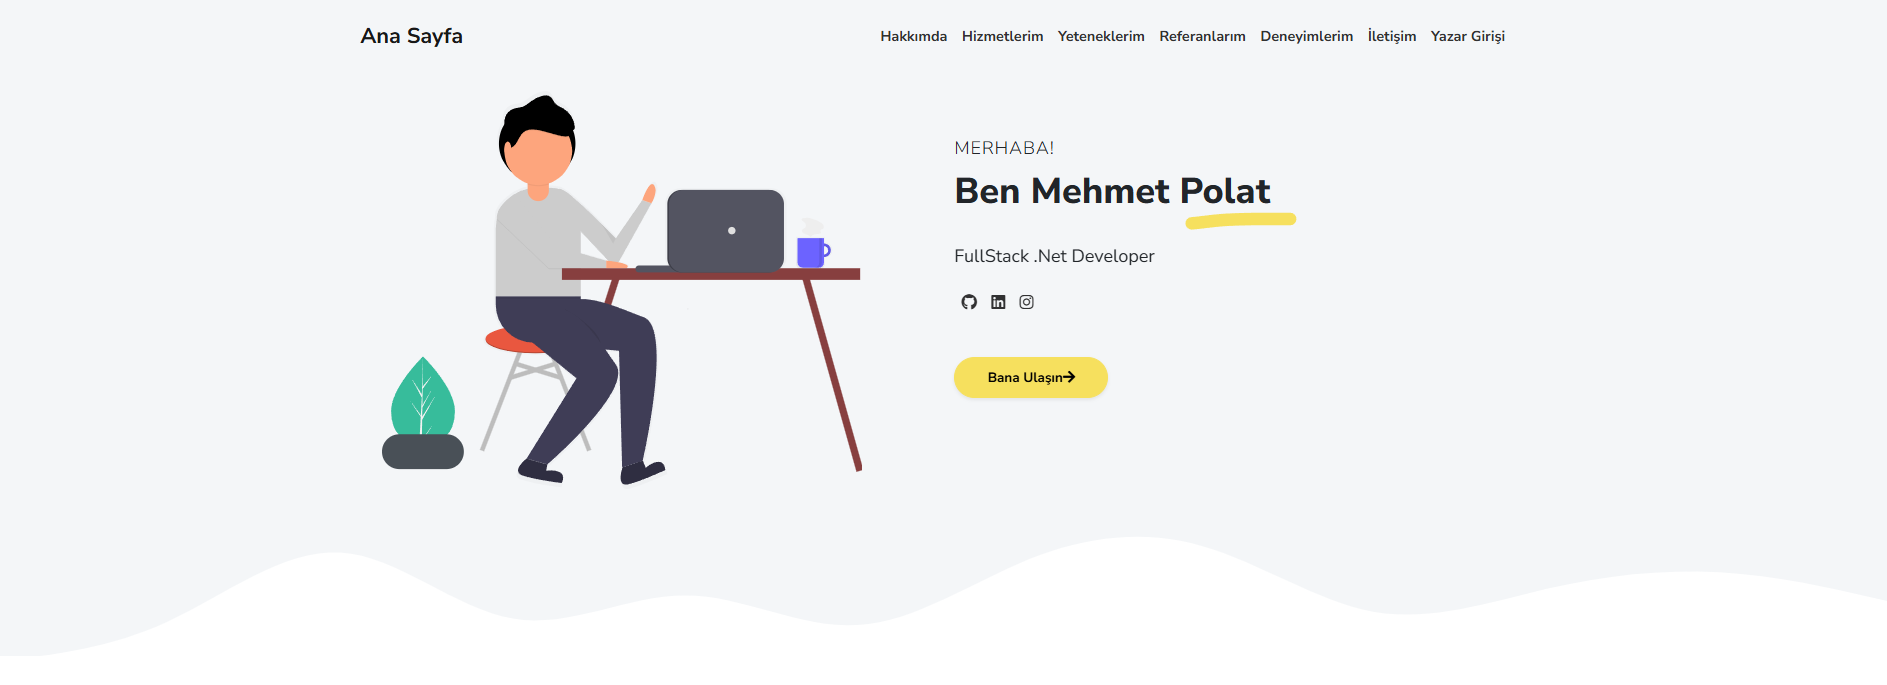 Ana Sayfa
Hakkımda Hizmetlerim Yeteneklerim Referanlarım Deneyimlerim İletişim Yazar Girişi
MERHABA!
Ben Mehmet Polat
FullStack .Net Developer
in
Bana Ulaşın→